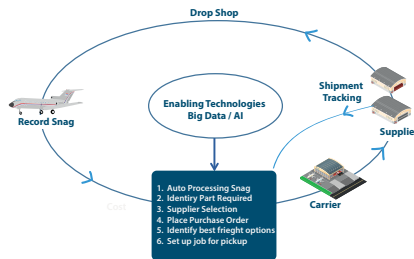 Drop Shop
Enabling Technologies
Big Data / AI
Shipment
Tracking
Record Snag
Supplie
Carrier
Cost
1. Auto Processing Snag
2. Identiry Part Required
3. Supplier Selection
4. Place Purchase Order
5. Identify best frieght options
6. Set up job for pickup